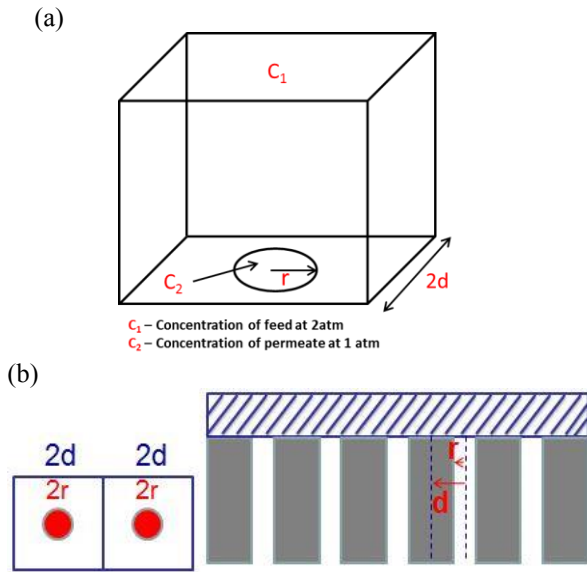 (a)
C₁
C₂
r
2d
C₁ – Concentration of feed at 2atm
C₂ – Concentration of permeate at 1 atm
(b)
2d 2d
2r 2r
r
d